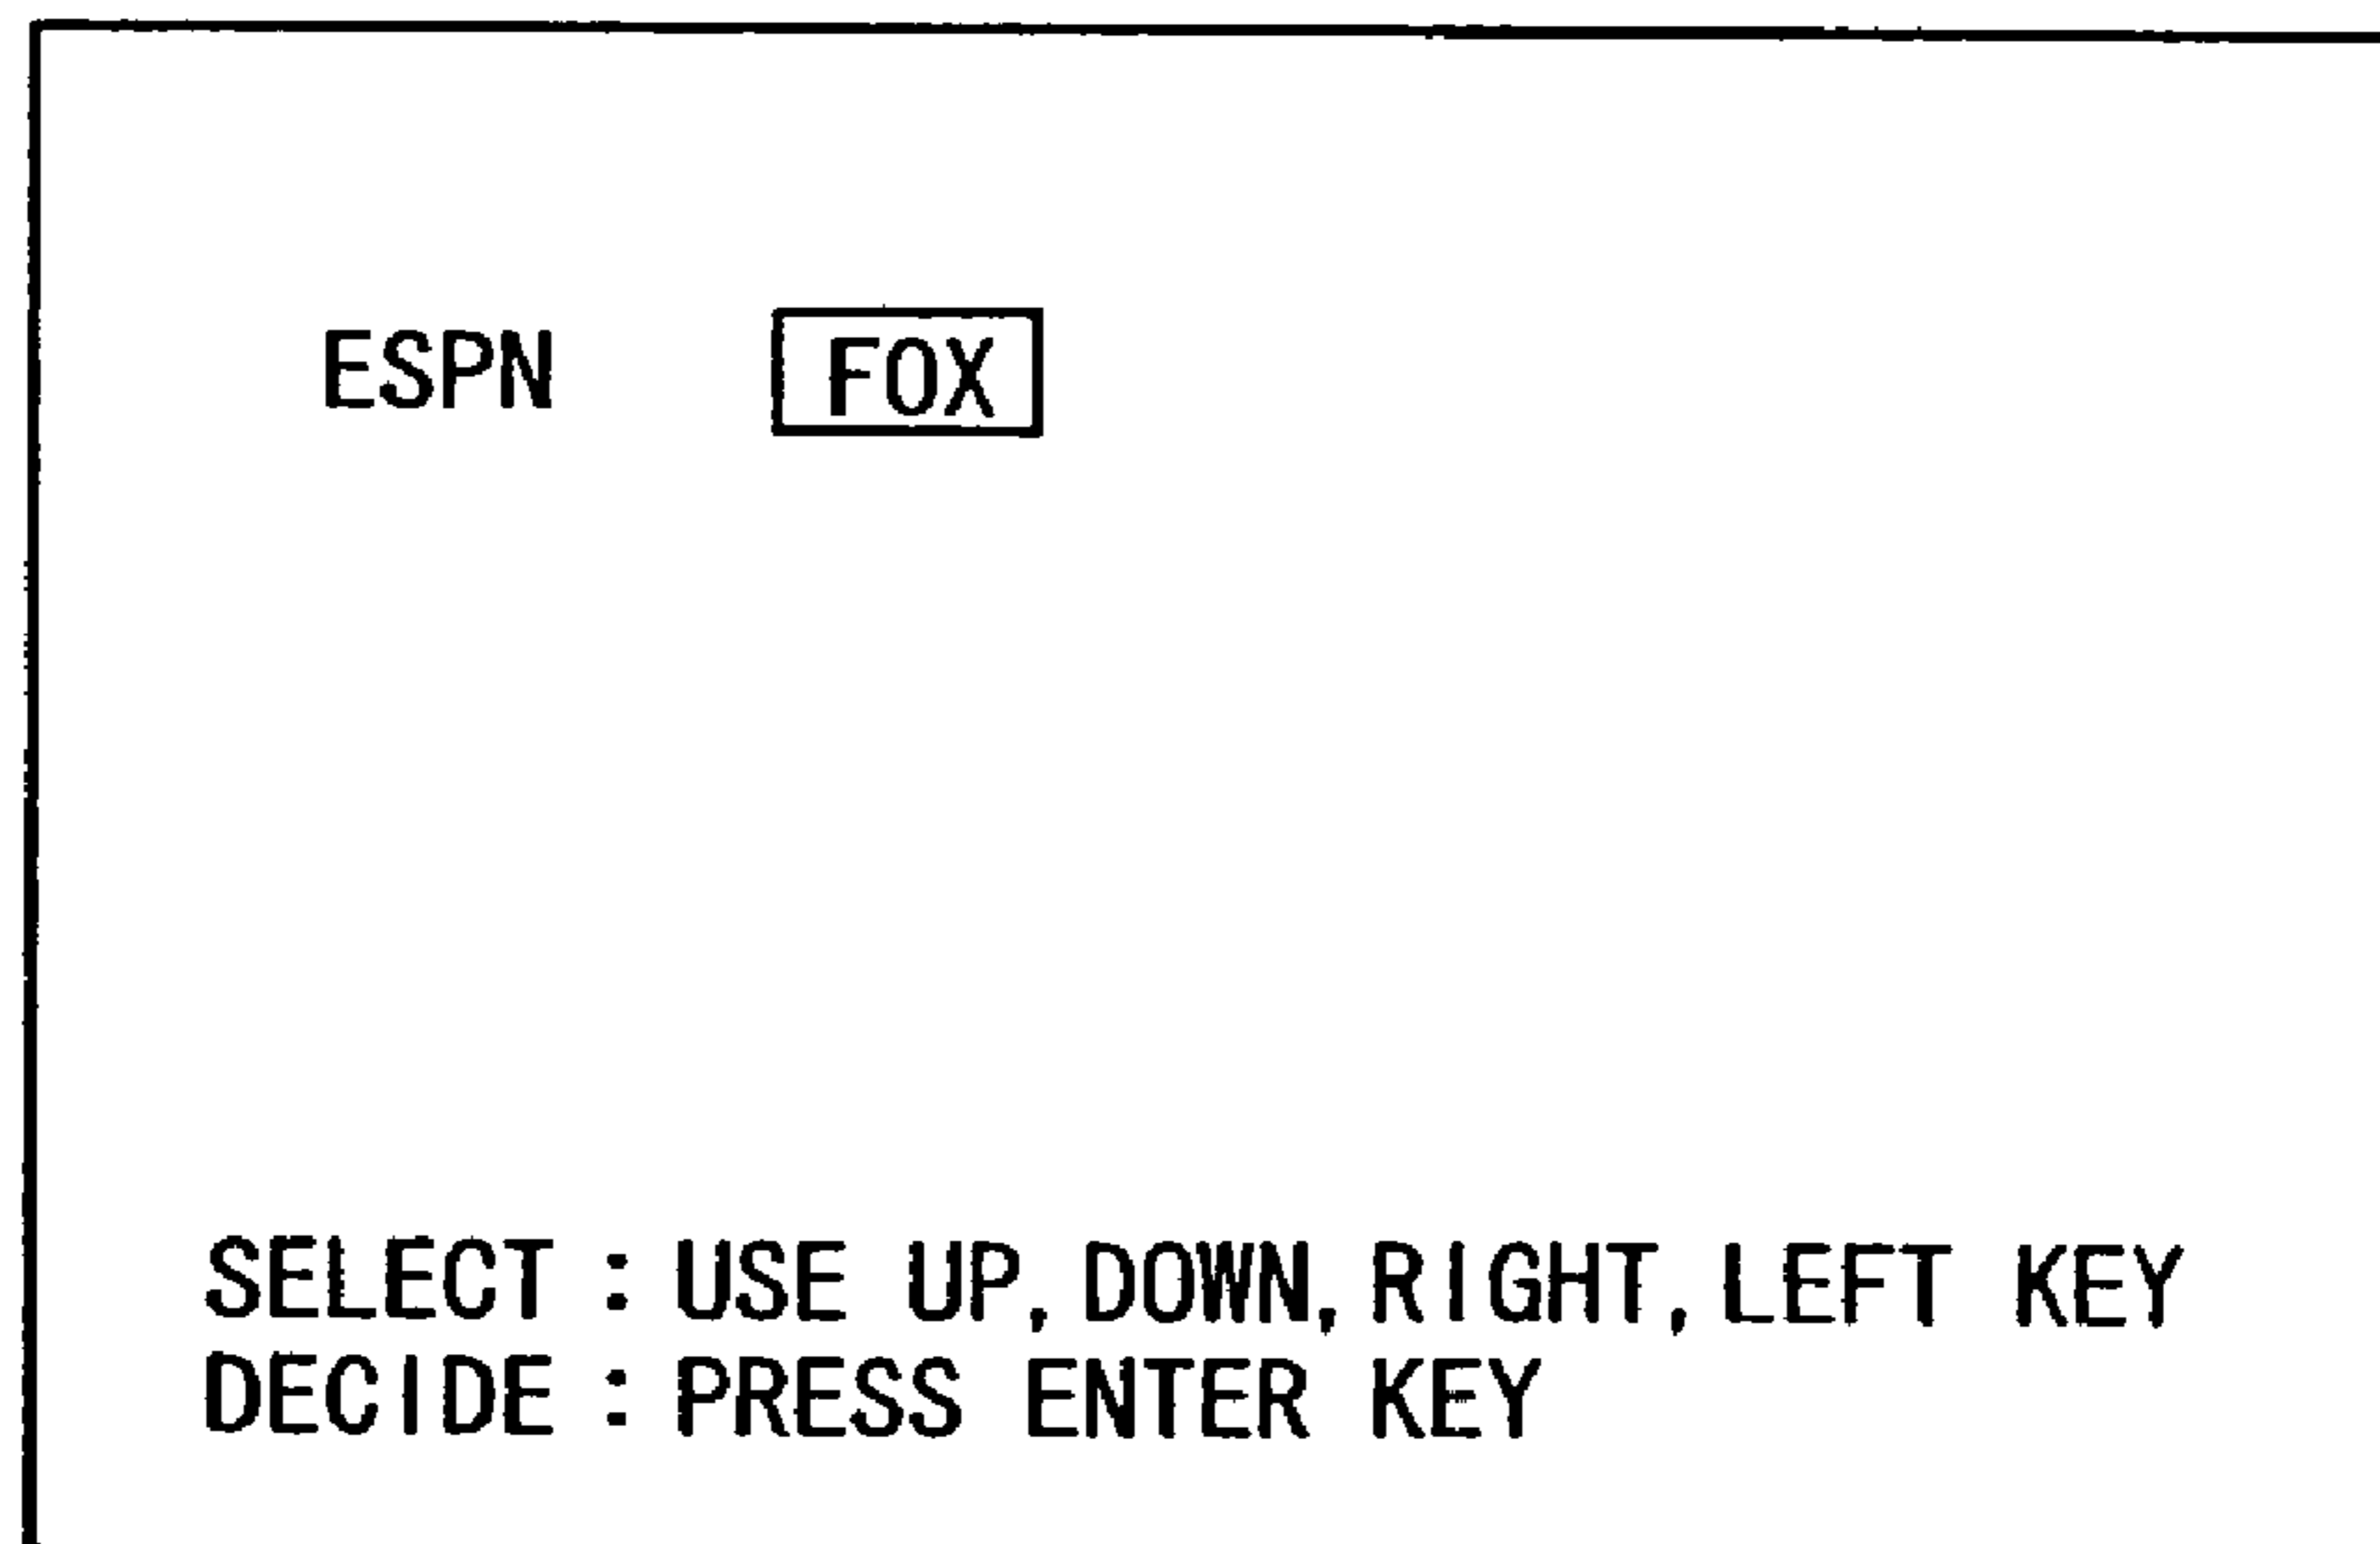 ESPN FOX
SELECT : USE UP, DOWN, RIGHT, LEFT KEY
DECIDE : PRESS ENTER KEY